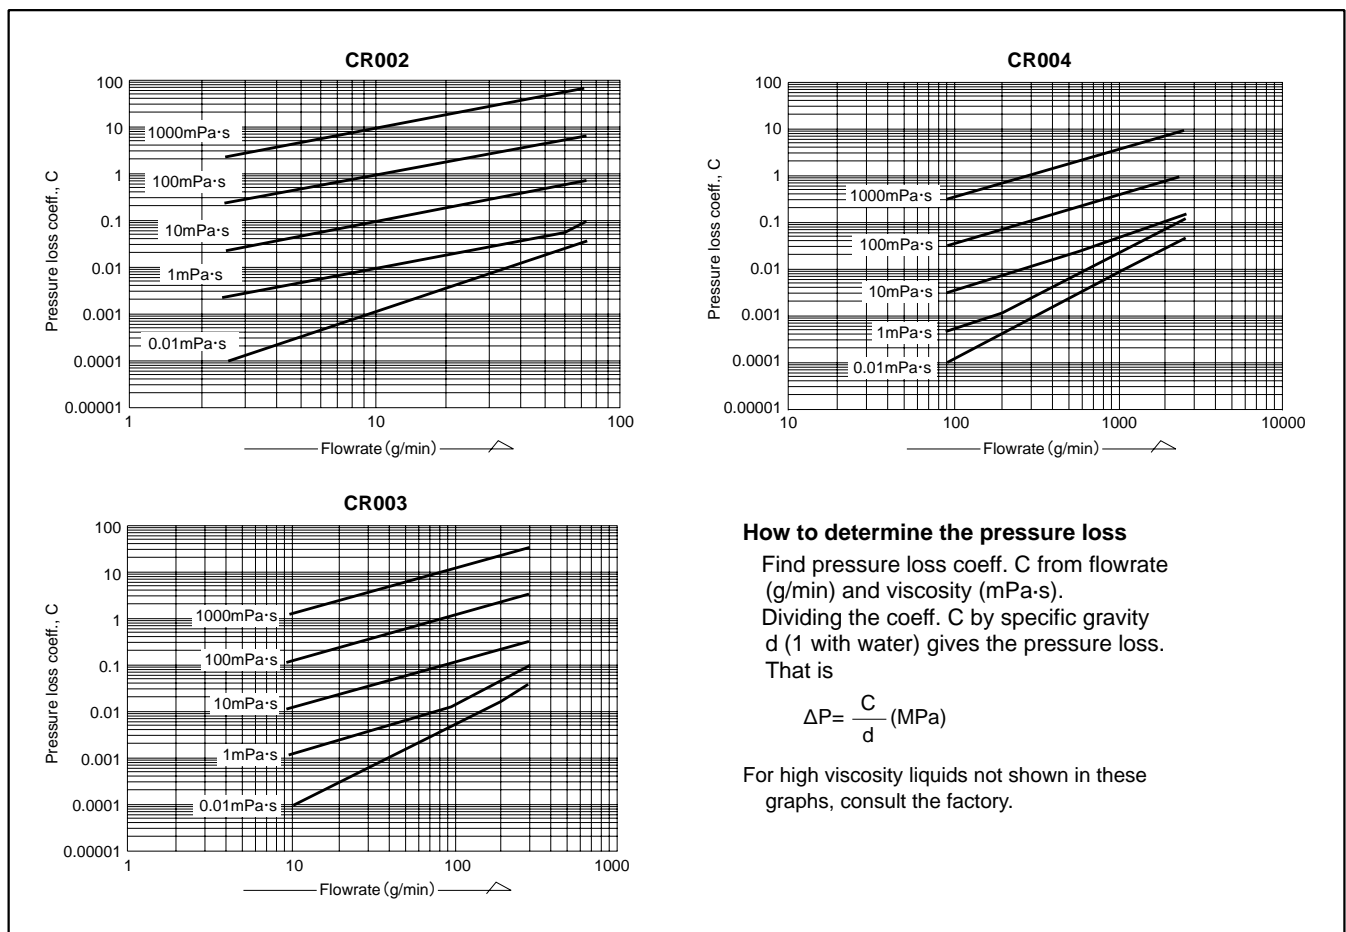 CR002
100
10
1
0.1
0.01
0.001
0.0001
0.00001
Pressure loss coeff., C
1000mPa·s
100mPa·s
10mPa·s
1mPa·s
0.01mPa·s
1 10 100
Flowrate (g/min)
CR004
100
10
1
0.1
0.01
0.001
0.0001
0.00001
Pressure loss coeff., C
1000mPa·s
100mPa·s
10mPa·s
1mPa·s
0.01mPa·s
10 100 1000 10000
Flowrate (g/min)
CR003
100
10
1
0.1
0.01
0.001
0.0001
0.00001
Pressure loss coeff., C
1000mPa·s
100mPa·s
10mPa·s
1mPa·s
0.01mPa·s
1 10 100 1000
Flowrate (g/min)
How to determine the pressure loss
Find pressure loss coeff. C from flowrate
(g/min) and viscosity (mPa·s).
Dividing the coeff. C by specific gravity
d (1 with water) gives the pressure loss.
That is
ΔP= C/d (MPa)
For high viscosity liquids not shown in these
graphs, consult the factory.